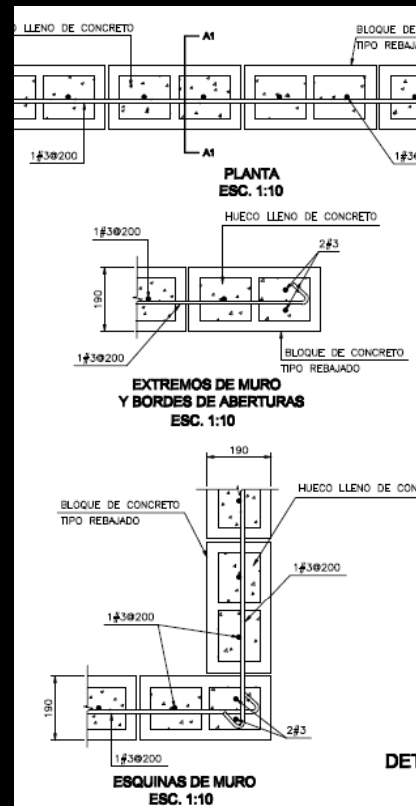 LLENO DE CONCRETO
A1
BLOQUE DE
TIPO
1#3@200
A1
PLANTA
ESC. 1:10
HUECO LLENO DE CONCRETO
1#3@200
2#3
190
1#3@200
BLOQUE DE CONCRETO
TIPO REBAJADO
EXTREMOS DE MURO
Y BORDES DE ABERTURAS
ESC. 1:10
190
HUECO LLENO DE
BLOQUE DE CONCRETO
TIPO REBAJADO
1#3@200
1#3@200
190
2#3
1#3@200
ESQUINAS DE MURO
ESC. 1:10